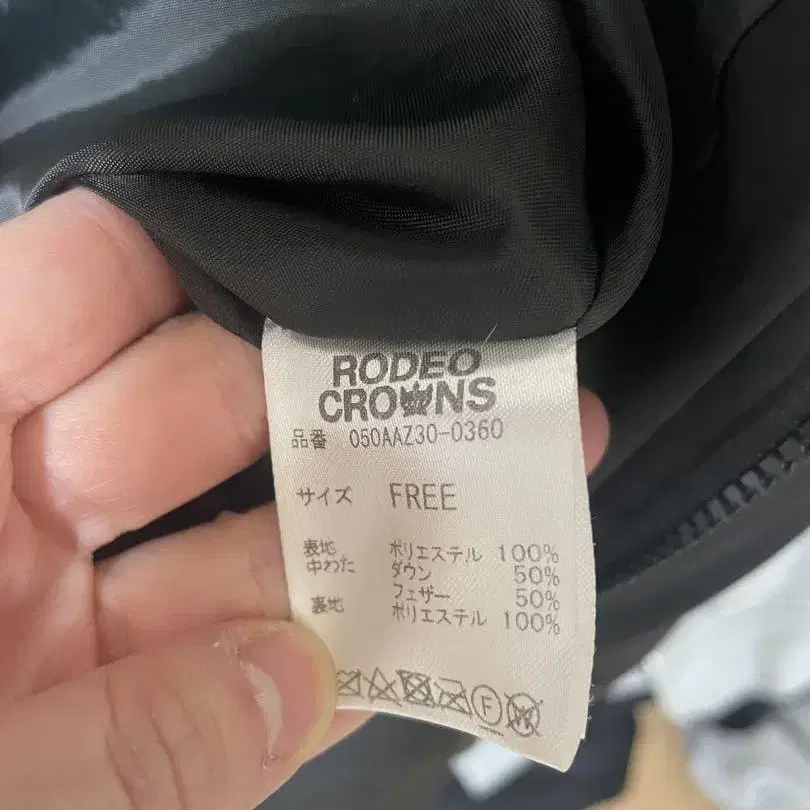 RODEO
CROWNS
品番 050AAZ30-0360
サイズ FREE
表地 ポリエステル 100%
中わた ダウン 50%
フェザー 50%
裏地 ポリエステル 100%
F
W